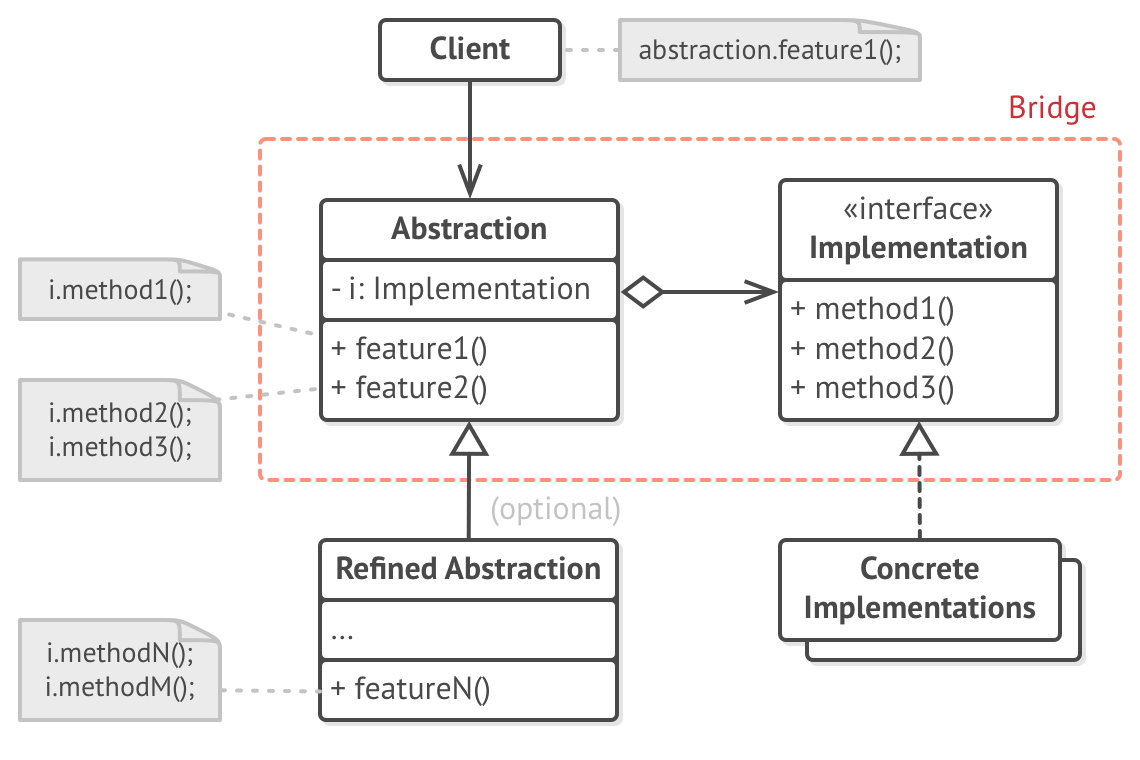 Client
abstraction.feature1();
Bridge
Abstraction
- i: Implementation
+ feature1()
+ feature2()
«interface»
Implementation
+ method1()
+ method2()
+ method3()
i.method1();
i.method2();
i.method3();
(optional)
Refined Abstraction
...
+ featureN()
Concrete
Implementations
i.methodN();
i.methodM();